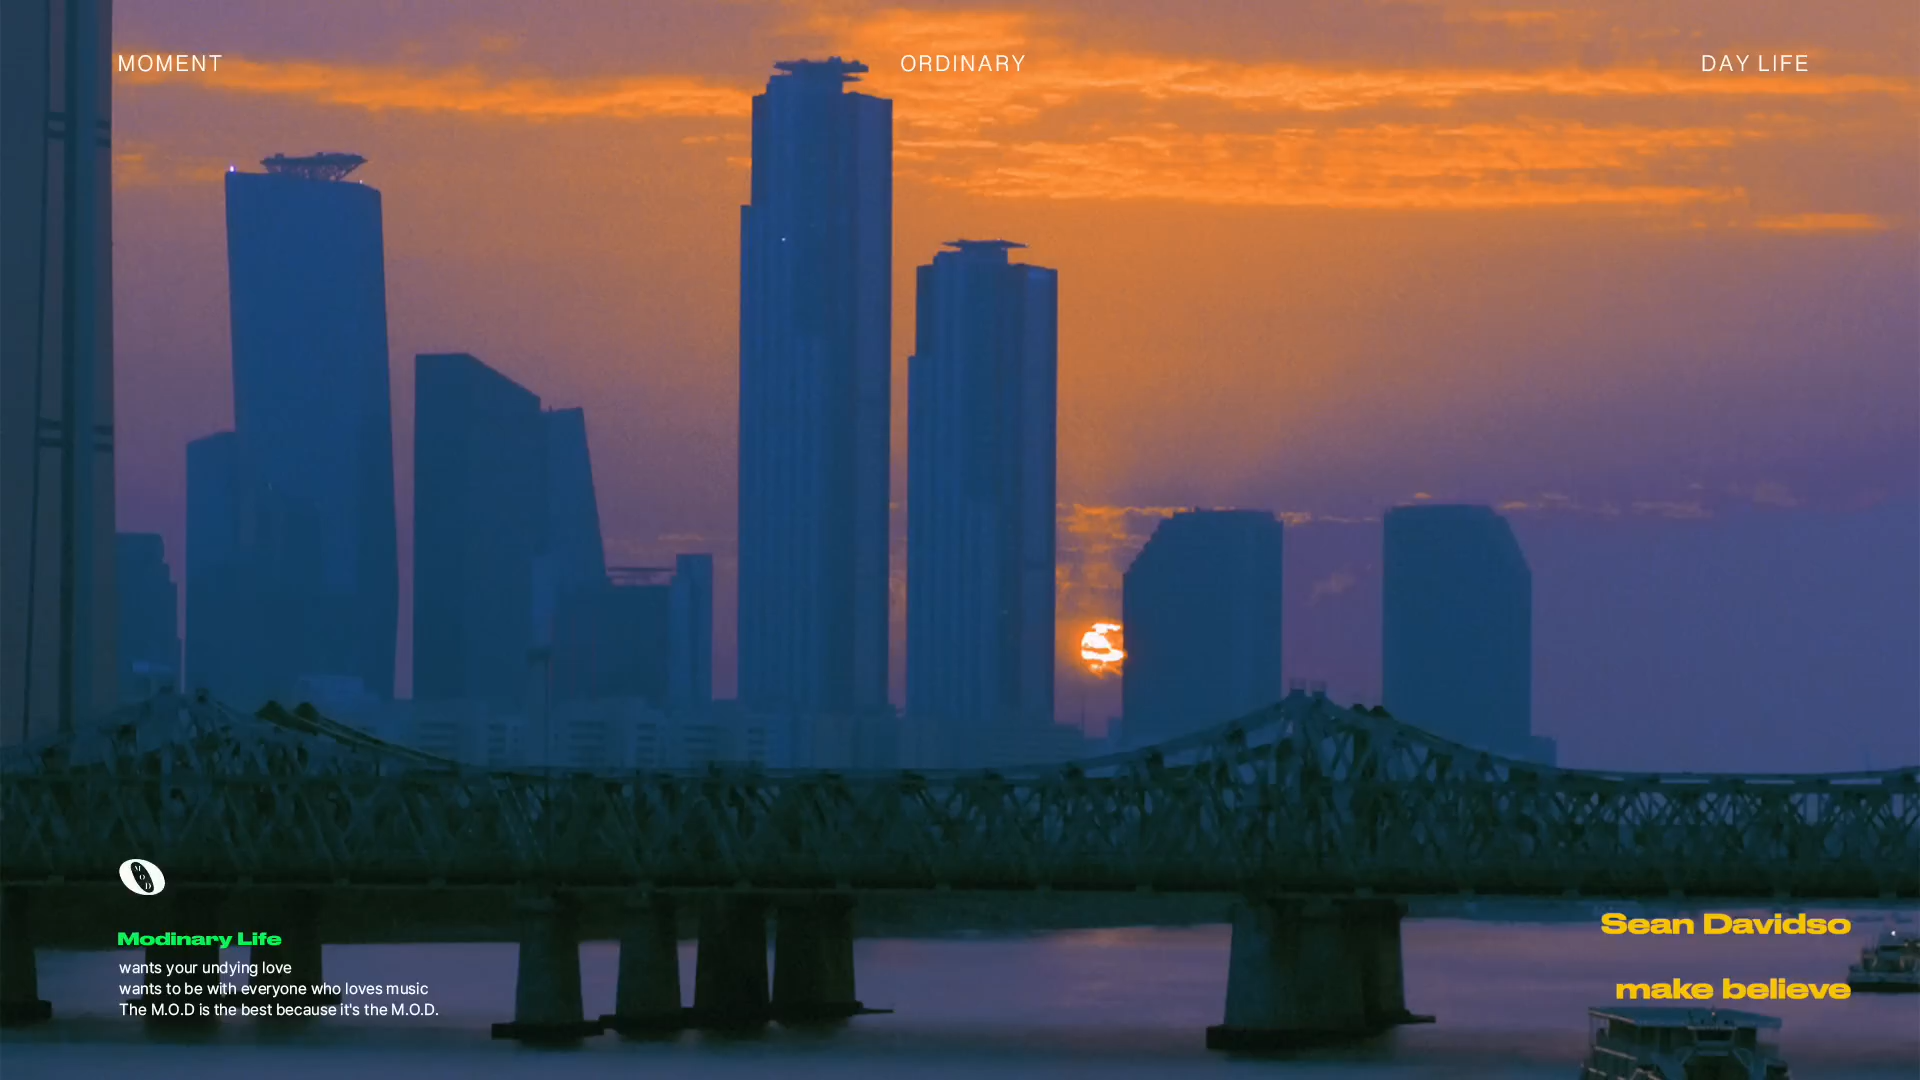 MOMENT ORDINARY DAY LIFE
M
O
D
Modinary Life
wants your undying love
wants to be with everyone who loves music
The M.O.D is the best because it's the M.O.D.
Sean Davidso
make believe